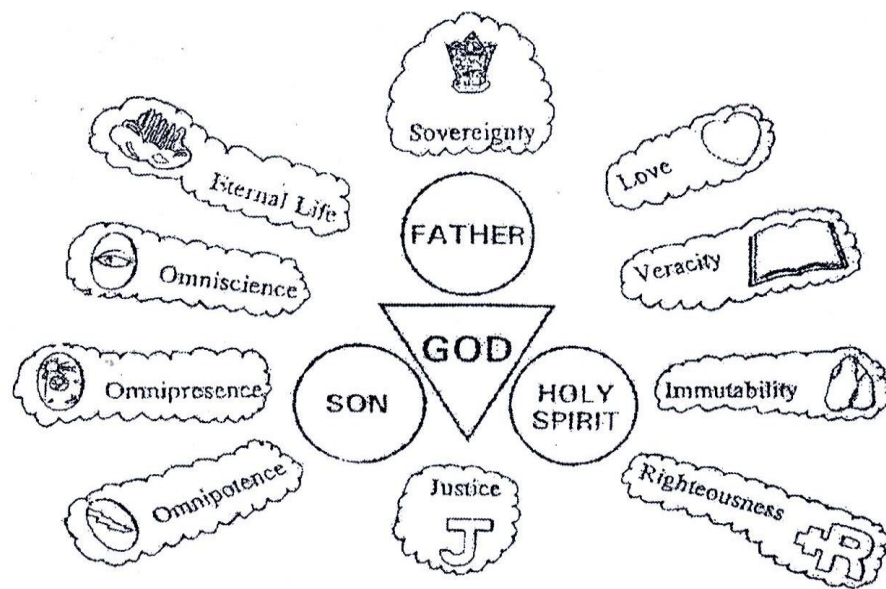 Sovereignty
Eternal Life
Love
FATHER
Omniscience
Veracity
GOD
Omnipresence
SON
HOLY
SPIRIT
Immutability
Omnipotence
Justice
J
Righteousness
+R